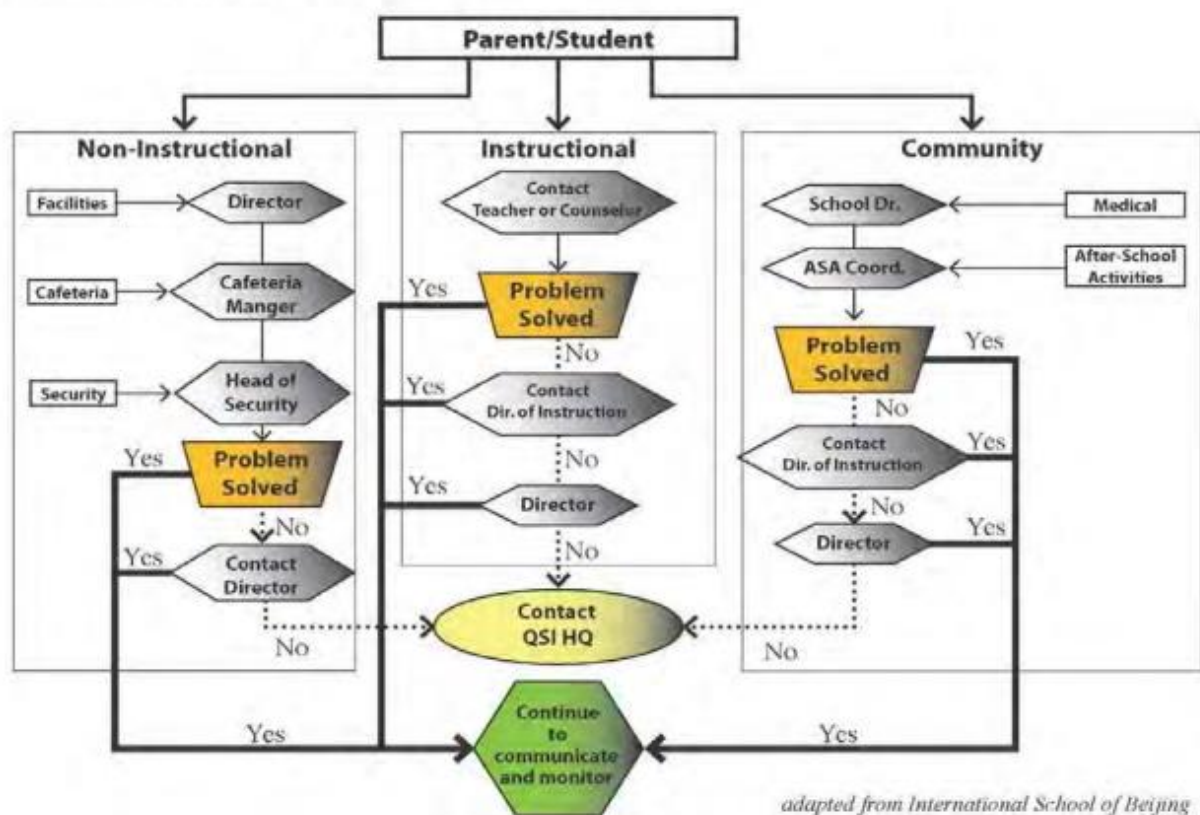 Parent/Student
Non-Instructional
Facilities
Director
Cafeteria
Cafeteria
Manger
Security
Head of
Security
Yes
Problem
Solved
No
Yes
Contact
Director
No
Instructional
Contact
Teacher or Counselor
Yes
Problem
Solved
No
Yes
Contact
Dir. of Instruction
No
Yes
Director
No
Community
School Dr.
Medical
ASA Coord.
After-School
Activities
Problem
Solved
Yes
No
Contact
Dir. of Instruction
Yes
No
Director
Yes
No
Contact
QSI HQ
Yes
Continue
to
communicate
and monitor
Yes
adapted from International School of Beijing